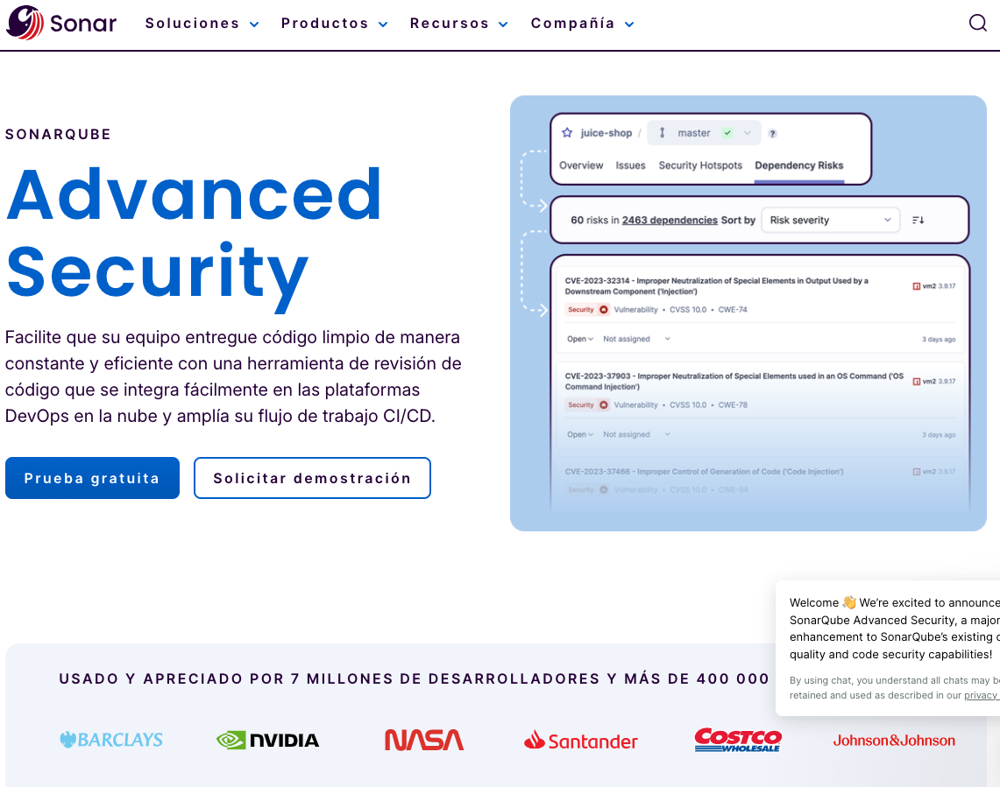 Sonar
Soluciones
Productos
Recursos
Compañía
SONARQUBE
Advanced
Security
Facilite que su equipo entregue código limpio de manera
constante y eficiente con una herramienta de revisión de
código que se integra fácilmente en las plataformas
DevOps en la nube y amplía su flujo de trabajo CI/CD.
Prueba gratuita
Solicitar demostración
juice-shop / master ?
Overview Issues Security Hotspots Dependency Risks
60 risks in 2463 dependencies Sort by Risk severity
CVE-2023-32314 - Improper Neutralization of Special Elements in Output Used by a
Downstream Component ('Injection')
vm2 3.9.17
Security Vulnerability • CVSS 10.0 • CWE-74
Open Not assigned 3 days ago
CVE-2023-37903 - Improper Neutralization of Special Elements used in an OS Command ('OS
Command Injection')
vm2 3.9.17
Security Vulnerability • CVSS 10.0 • CWE-78
Open Not assigned 3 days ago
CVE-2023-37466 - Improper Control of Generation of Code ('Code Injection')
vm2 3.9.17
Security Vulnerability • CVSS 10.0 • CWE-94
Welcome 👋 We're excited to announce
SonarQube Advanced Security, a major
enhancement to SonarQube's existing
quality and code security capabilities!
By using chat, you understand all chats may
retained and used as described in our privacy
USADO Y APRECIADO POR 7 MILLONES DE DESARROLLADORES Y MÁS DE 400 000
BARCLAYS
NVIDIA
NASA
Santander
COSTCO
WHOLESALE
Johnson&Johnson